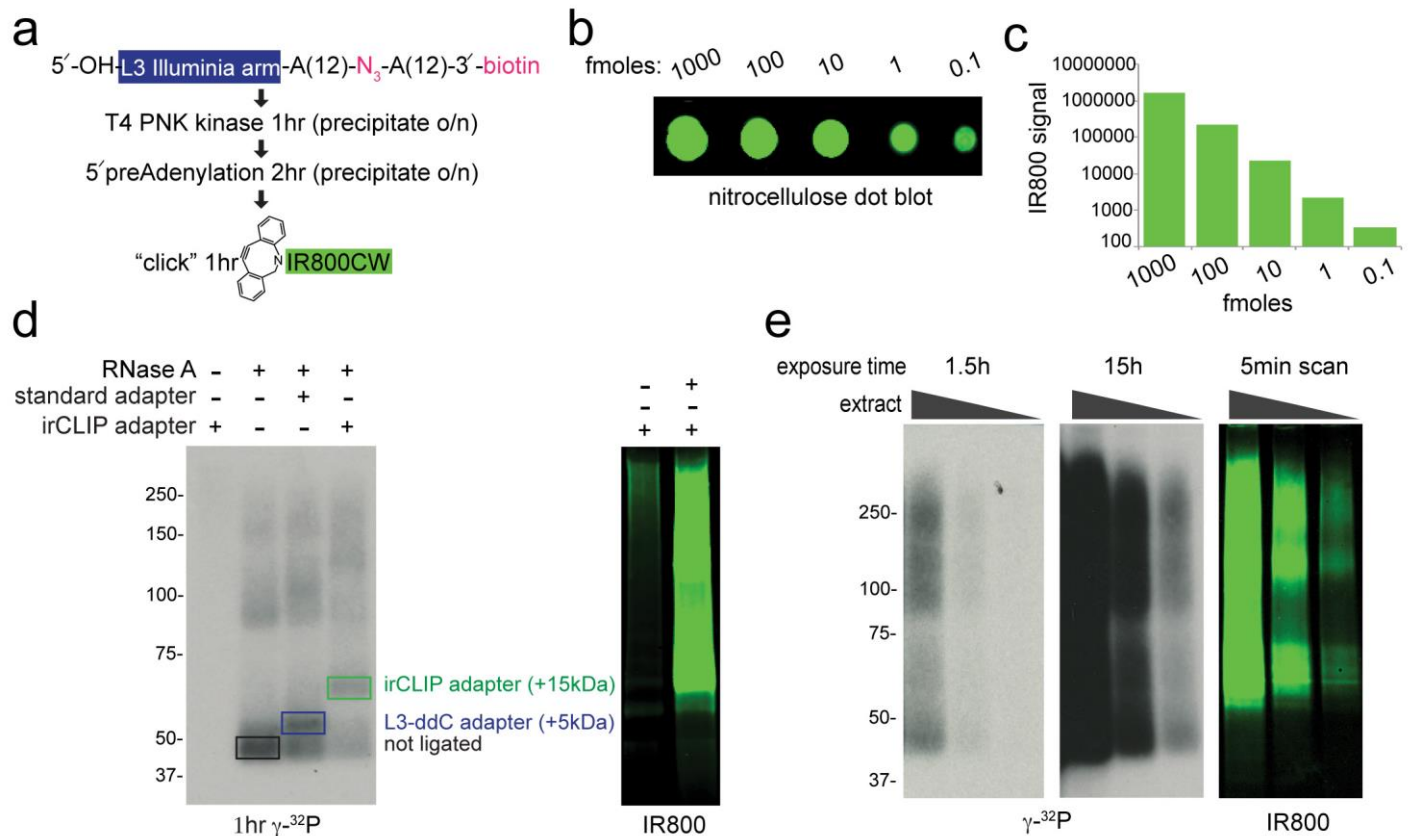 a
5′-OH-L3 Illuminia arm-A(12)-N3-A(12)-3′-biotin
T4 PNK kinase 1hr (precipitate o/n)
5′preAdenylation 2hr (precipitate o/n)
“click” 1hr N IR800CW
b
fmoles: 1000 100 10 1 0.1
nitrocellulose dot blot
c
IR800 signal
10000000
1000000
100000
10000
1000
100
1000 100 10 1 0.1
fmoles
d
RNase A - + + +
standard adapter - - + -
irCLIP adapter + - - +
250-
150-
100-
75-
50-
37-
irCLIP adapter (+15kDa)
L3-ddC adapter (+5kDa)
not ligated
1hr γ-³²P
- +
- -
+ +
IR800
e
exposure time 1.5h 15h 5min scan
extract
250-
100-
75-
50-
37-
γ-³²P
IR800